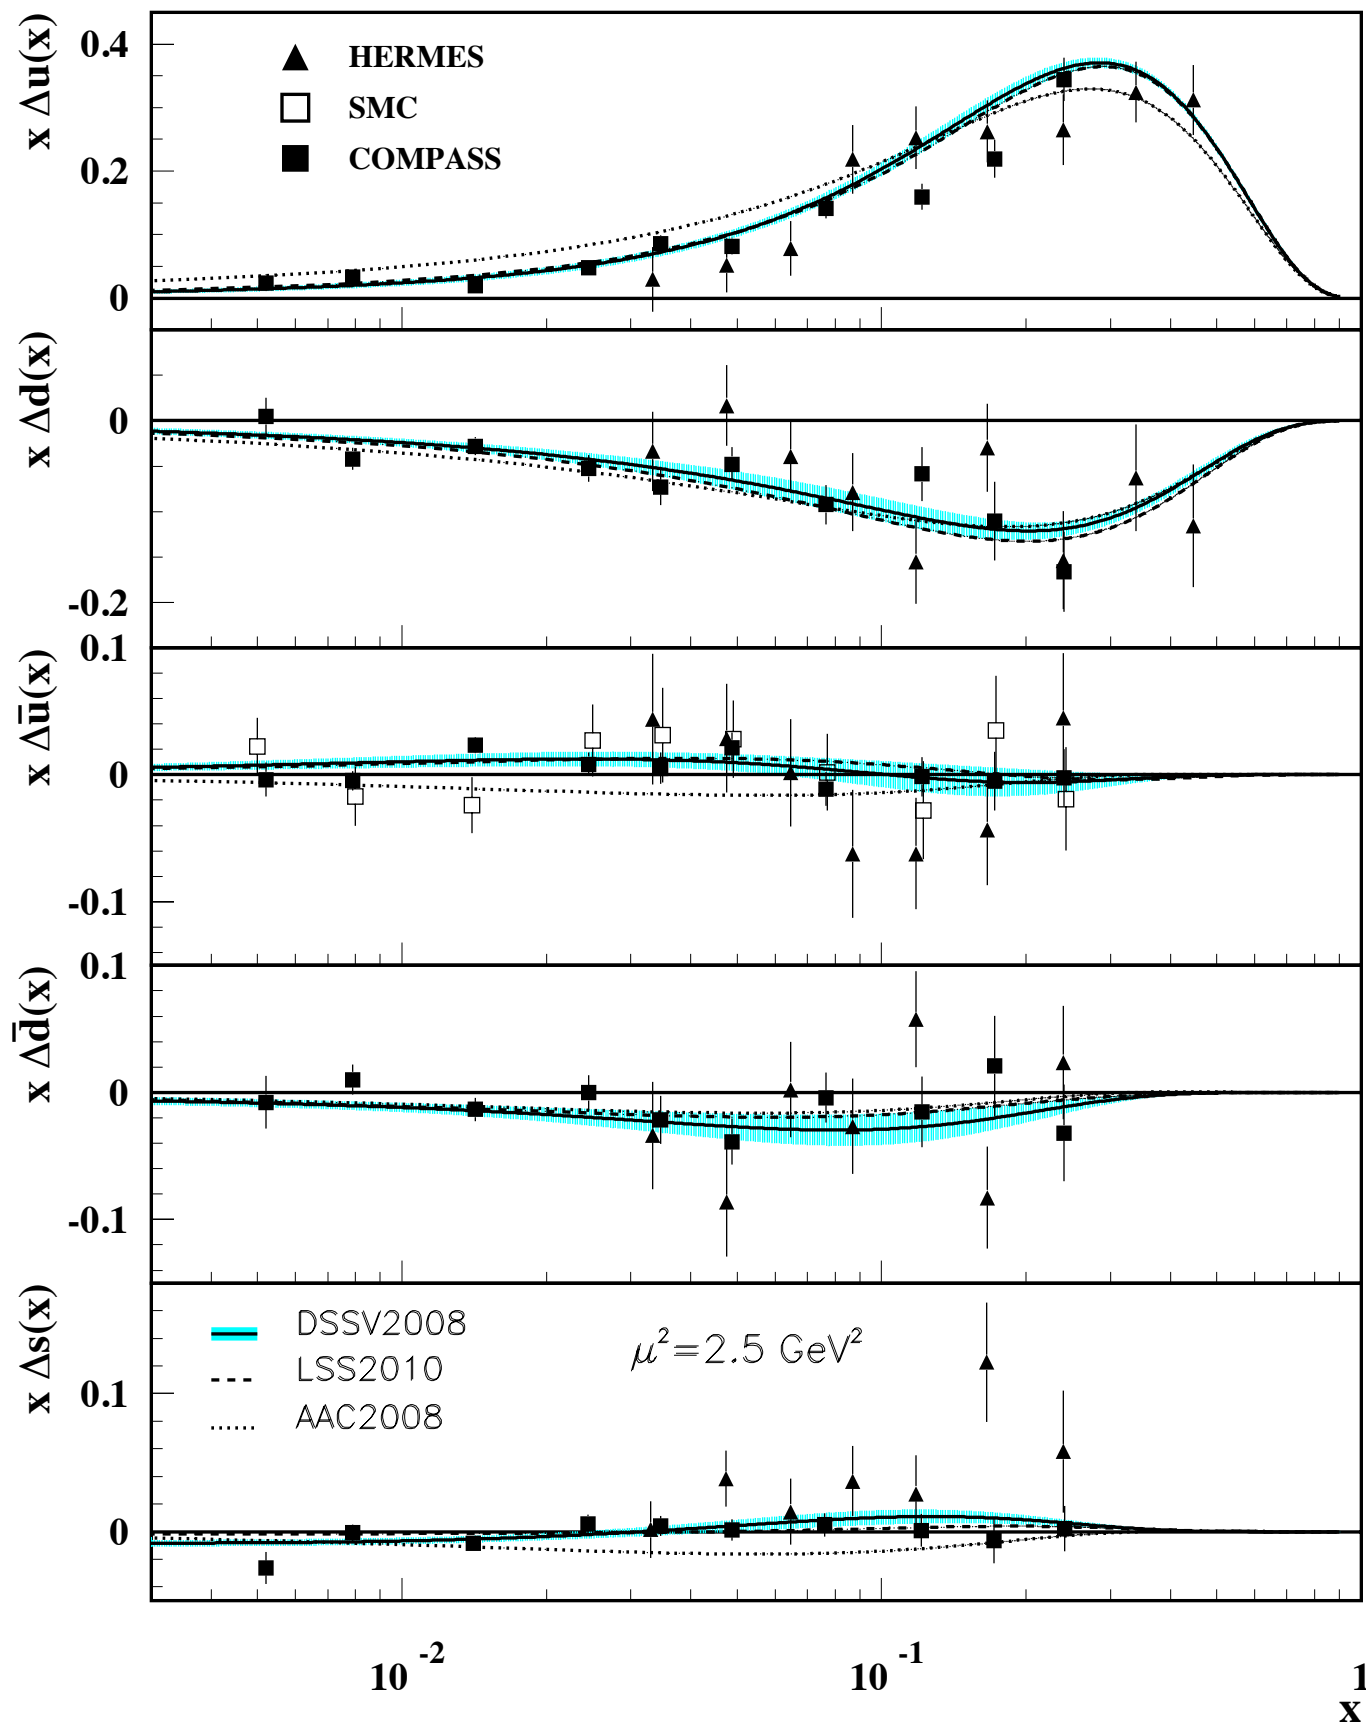 x Δu(x)
0.4
0.2
0
HERMES
SMC
COMPASS
x Δd(x)
0
-0.2
x Δū(x)
0.1
0
-0.1
x Δd̄(x)
0.1
0
-0.1
x Δs(x)
0.1
0
DSSV2008
LSS2010
AAC2008
μ²=2.5 GeV²
10⁻²
10⁻¹
1
x